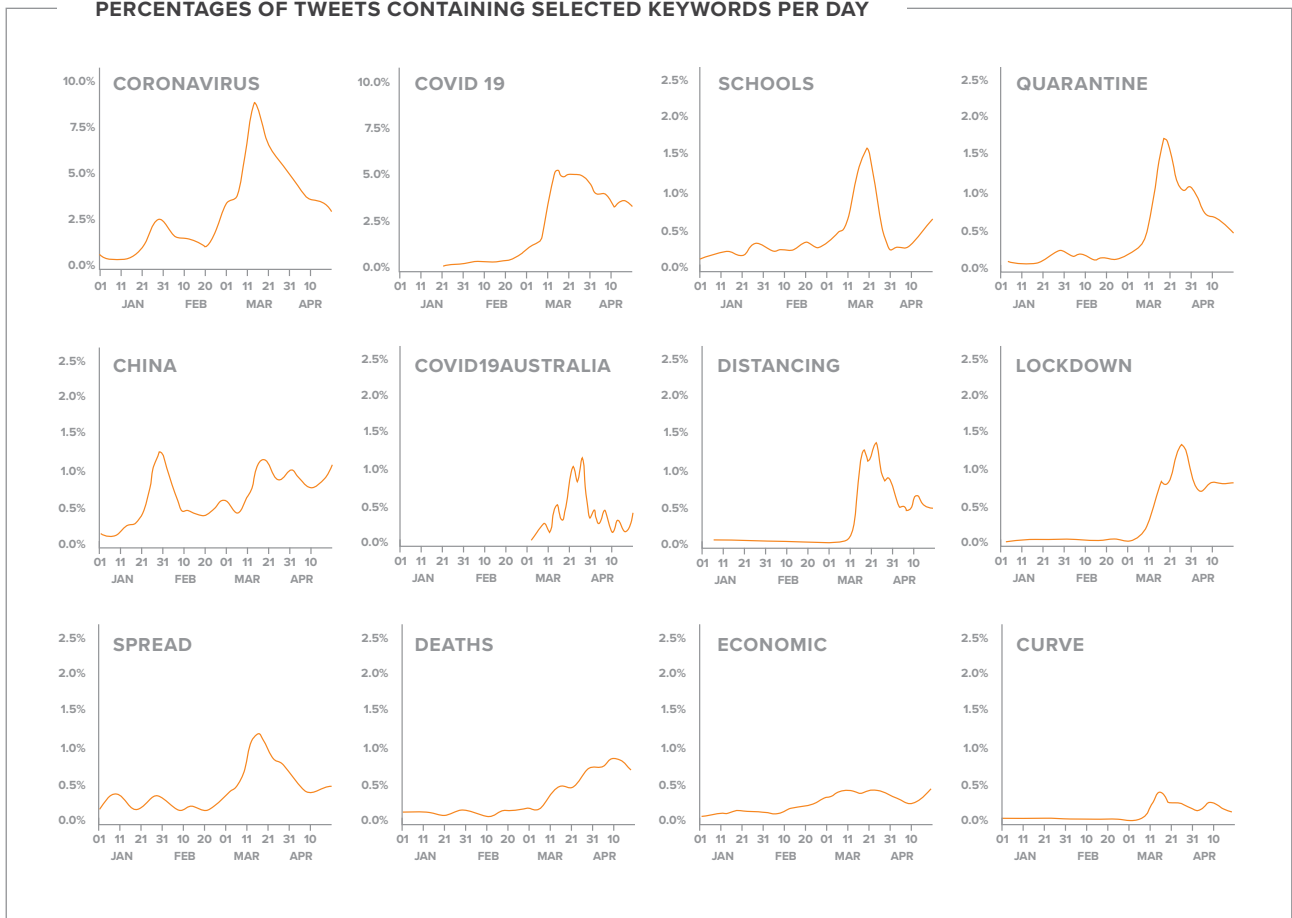 PERCENTAGES OF TWEETS CONTAINING SELECTED KEYWORDS PER DAY
CORONAVIRUS
10.0%
7.5%
5.0%
2.5%
0.0%
01 11 21 31 10 20 01 11 21 31 10
JAN FEB MAR APR
COVID 19
10.0%
7.5%
5.0%
2.5%
0.0%
01 11 21 31 10 20 01 11 21 31 10
JAN FEB MAR APR
SCHOOLS
2.5%
2.0%
1.5%
1.0%
0.5%
0.0%
01 11 21 31 10 20 01 11 21 31 10
JAN FEB MAR APR
QUARANTINE
2.5%
2.0%
1.5%
1.0%
0.5%
0.0%
01 11 21 31 10 20 01 11 21 31 10
JAN FEB MAR APR
CHINA
2.5%
2.0%
1.5%
1.0%
0.5%
0.0%
01 11 21 31 10 20 01 11 21 31 10
JAN FEB MAR APR
COVID19AUSTRALIA
2.5%
2.0%
1.5%
1.0%
0.5%
0.0%
01 11 21 31 10 20 01 11 21 31 10
JAN FEB MAR APR
DISTANCING
2.5%
2.0%
1.5%
1.0%
0.5%
0.0%
01 11 21 31 10 20 01 11 21 31 10
JAN FEB MAR APR
LOCKDOWN
2.5%
2.0%
1.5%
1.0%
0.5%
0.0%
01 11 21 31 10 20 01 11 21 31 10
JAN FEB MAR APR
SPREAD
2.5%
2.0%
1.5%
1.0%
0.5%
0.0%
01 11 21 31 10 20 01 11 21 31 10
JAN FEB MAR APR
DEATHS
2.5%
2.0%
1.5%
1.0%
0.5%
0.0%
01 11 21 31 10 20 01 11 21 31 10
JAN FEB MAR APR
ECONOMIC
2.5%
2.0%
1.5%
1.0%
0.5%
0.0%
01 11 21 31 10 20 01 11 21 31 10
JAN FEB MAR APR
CURVE
2.5%
2.0%
1.5%
1.0%
0.5%
0.0%
01 11 21 31 10 20 01 11 21 31 10
JAN FEB MAR APR